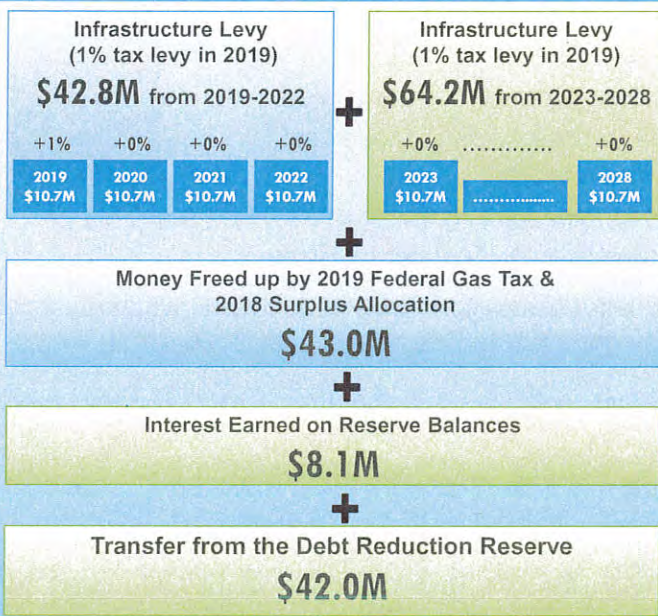 Infrastructure Levy
(1% tax levy in 2019)
$42.8M from 2019-2022
+1% +0% +0% +0%
2019 2020 2021 2022
$10.7M $10.7M $10.7M $10.7M
+
Infrastructure Levy
(1% tax levy in 2019)
$64.2M from 2023-2028
+0% ............. +0%
2023 2028
$10.7M ................... $10.7M
+
Money Freed up by 2019 Federal Gas Tax &
2018 Surplus Allocation
$43.0M
+
Interest Earned on Reserve Balances
$8.1M
+
Transfer from the Debt Reduction Reserve
$42.0M